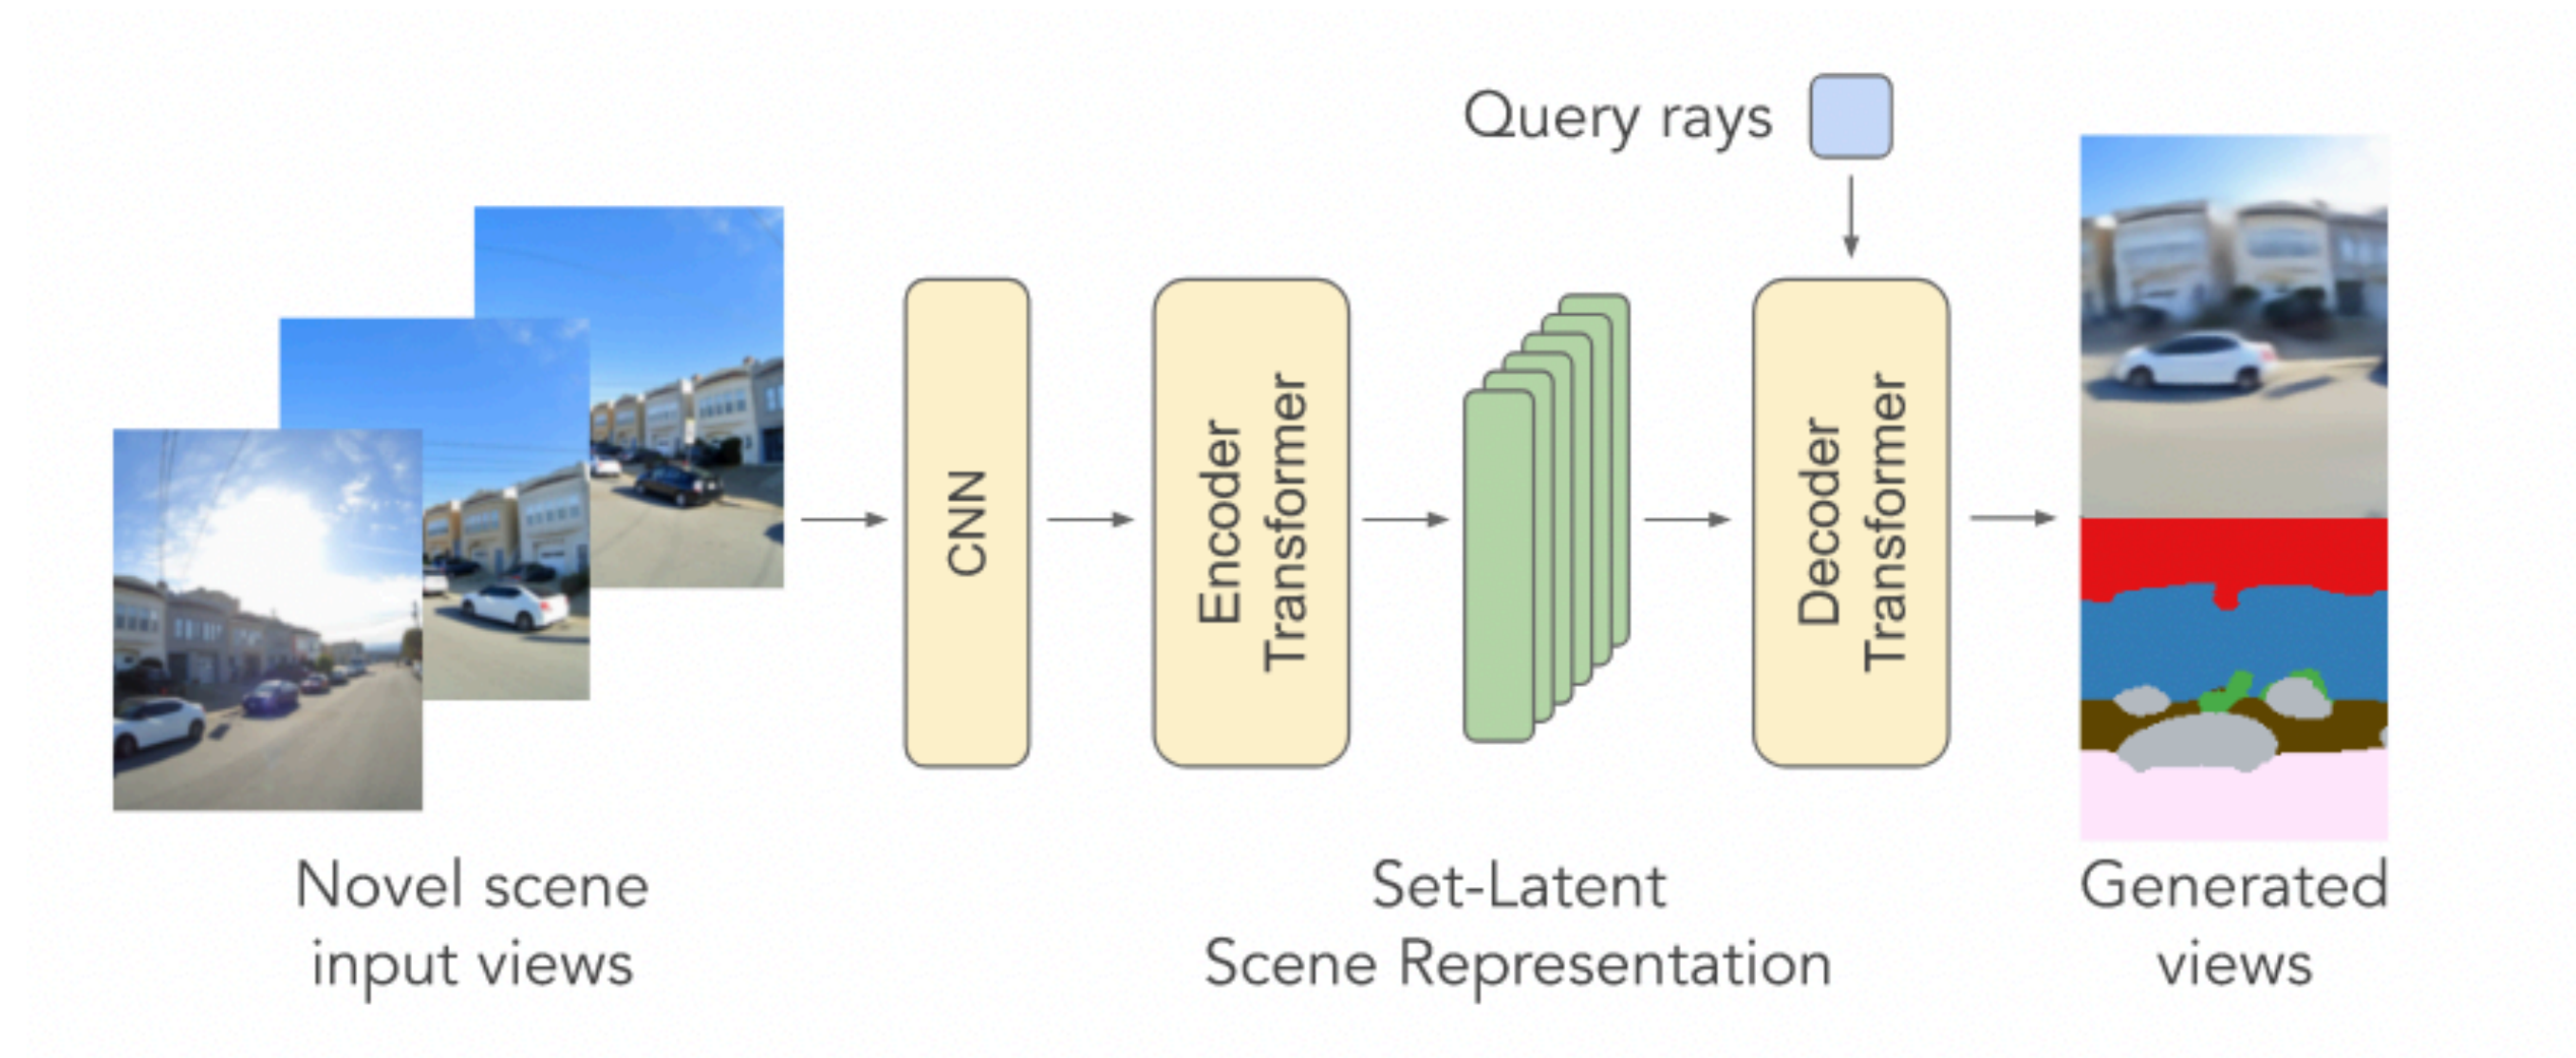 Query rays
CNN
Encoder
Transformer
Decoder
Transformer
Novel scene
input views
Set-Latent
Scene Representation
Generated
views